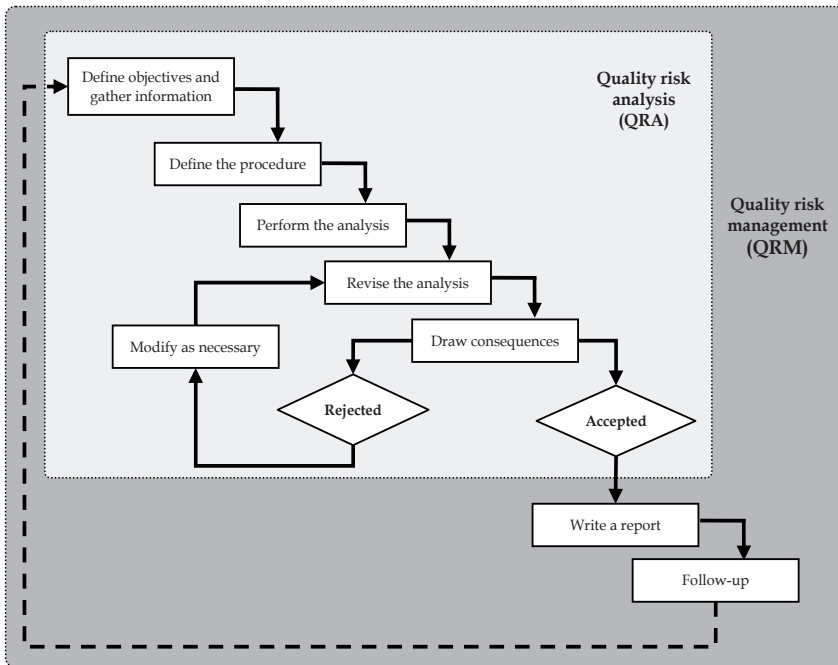 Define objectives and
gather information
Quality risk
analysis
(QRA)
Define the procedure
Perform the analysis
Quality risk
management
(QRM)
Revise the analysis
Modify as necessary
Draw consequences
Rejected
Accepted
Write a report
Follow-up